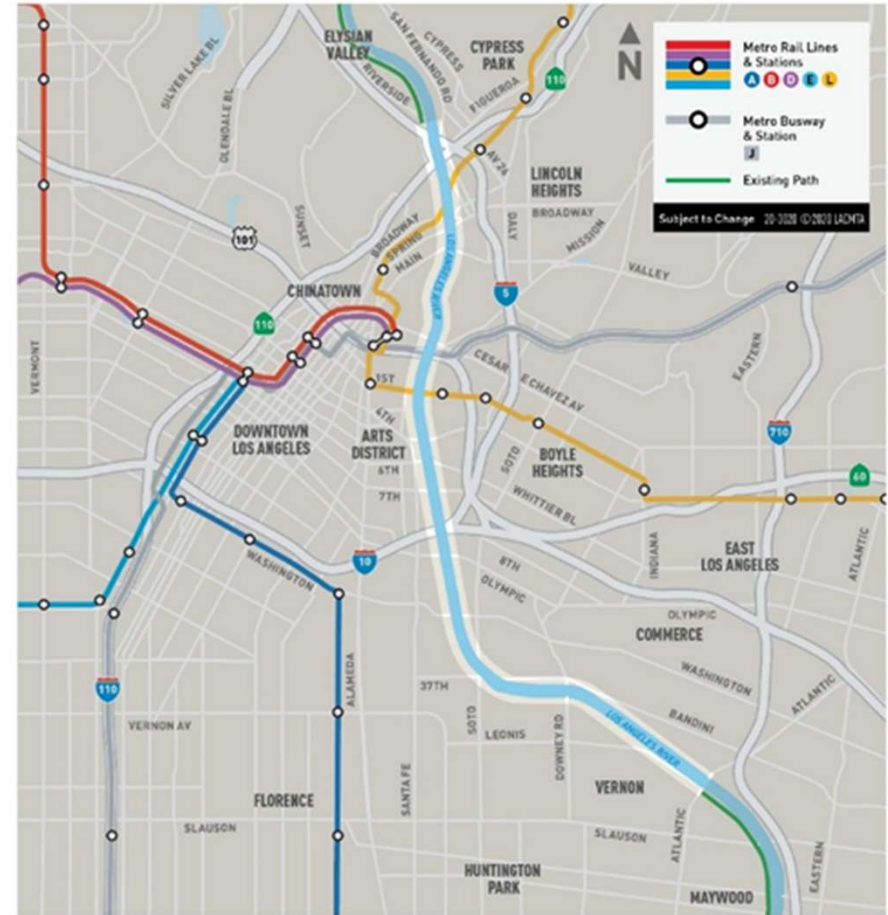 ELYSIAN
VALLEY
SAN FERNANDO RD
CYPRESS
CYPRESS
PARK
SILVER LAKE BL
GLENDALE BL
RIVERSIDE
FIGUEROA
110
N
Metro Rail Lines
& Stations
A B D E L
Metro Busway
& Station
J
Existing Path
Subject to Change 20-3020 ©2020 LACMTA
AV 26
LINCOLN
HEIGHTS
BROADWAY
DALY
MISSION
VALLEY
101
SUNSET
BROADWAY
SPRING
MAIN
LOS ANGELES RIVER
CHINATOWN
5
110
VERMONT
1ST
CESAR E CHAVEZ AV
EASTERN
4TH
DOWNTOWN
LOS ANGELES
ARTS
DISTRICT
6TH
7TH
SOTO
BOYLE
HEIGHTS
710
60
WHITTIER BL
WASHINGTON
10
8TH
OLYMPIC
INDIANA
EAST
LOS ANGELES
ATLANTIC
OLYMPIC
COMMERCE
WASHINGTON
ATLANTIC
110
ALAMEDA
37TH
SOTO
BANDINI
VERNON AV
LEONIS
DOWNEY RD
LOS ANGELES RIVER
FLORENCE
SANTA FE
VERNON
SLAUSON
SLAUSON
ATLANTIC
EASTERN
HUNTINGTON
PARK
MAYWOOD